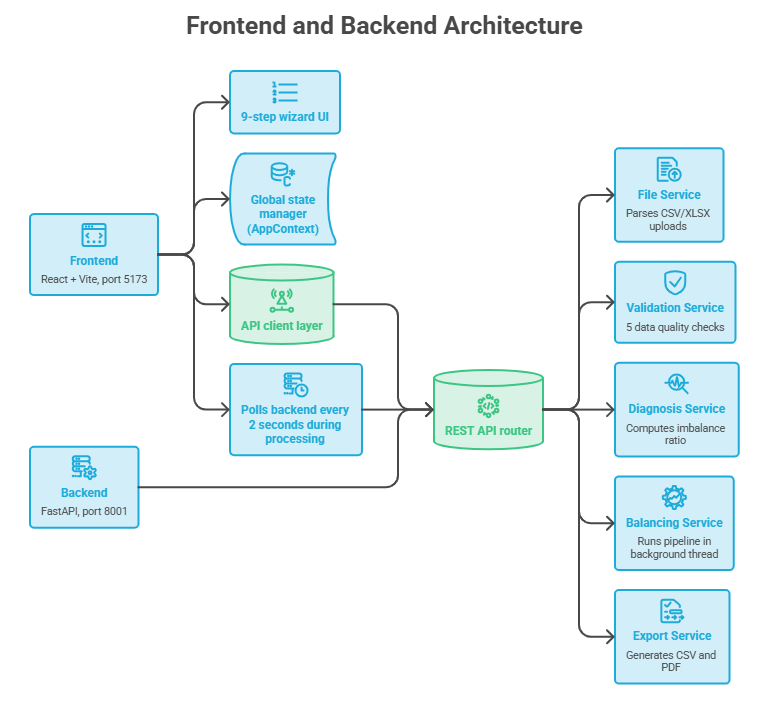 Frontend and Backend Architecture
1
2
3
9-step wizard UI
C
Global state
manager
(AppContext)
Frontend
React + Vite, port 5173
API client layer
Polls backend every
2 seconds during
processing
Backend
FastAPI, port 8001
REST API router
File Service
Parses CSV/XLSX
uploads
Validation Service
5 data quality checks
Diagnosis Service
Computes imbalance
ratio
Balancing Service
Runs pipeline in
background thread
Export Service
Generates CSV and
PDF